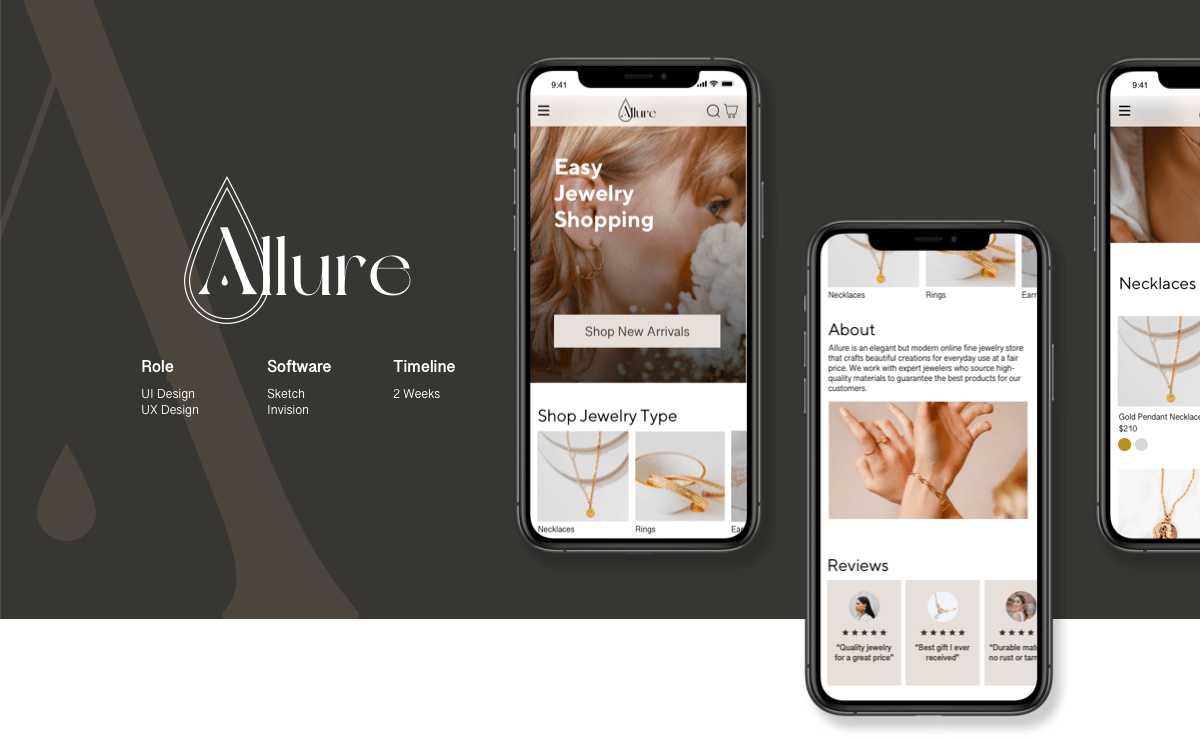 Allure
Role
UI Design
UX Design
Software
Sketch
Invision
Timeline
2 Weeks
9:41
Allure
Easy
Jewelry
Shopping
Shop New Arrivals
Shop Jewelry Type
Necklaces
Rings
Necklaces
Rings
About
Allure is an elegant but modern online fine jewelry store
that crafts beautiful creations for everyday use at a fair
price. We work with expert jewelers who source high-
quality materials to guarantee the best products for our
customers.
Reviews
"Quality jewelry
for a great price"
"Best gift I ever
received"
"Durable
no rust or
9:41
Necklaces
Gold Pendant Necklace
$210